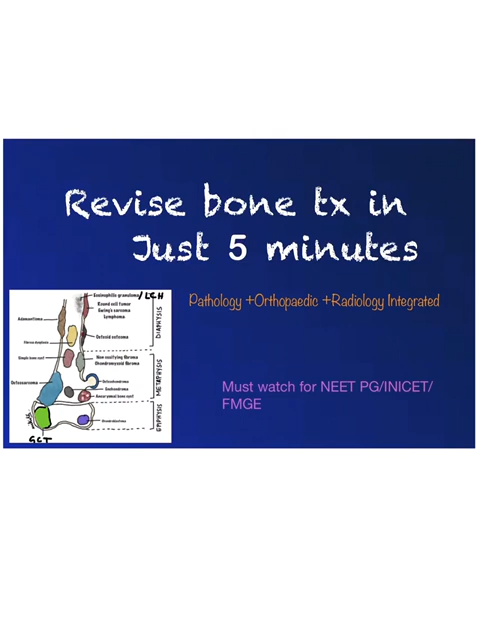 Revise bone tx in
Just 5 minutes
Pathology +Orthopaedic +Radiology Integrated
Must watch for NEET PG/INICET/
FMGE
Eosinophilic granuloma/LCH
Round cell tumor
Ewing's sarcoma
Lymphoma
Adamantinoma
Osteoid osteoma
Fibrous dysplasia
DIAPHYSIS
Simple bone cyst
Non ossifying fibroma
Chondromyxoid fibroma
Osteosarcoma
Osteochondroma
Enchondroma
Aneurysmal bone cyst
METAPHYSIS
Chondroblastoma
EPIPHYSIS
GCT